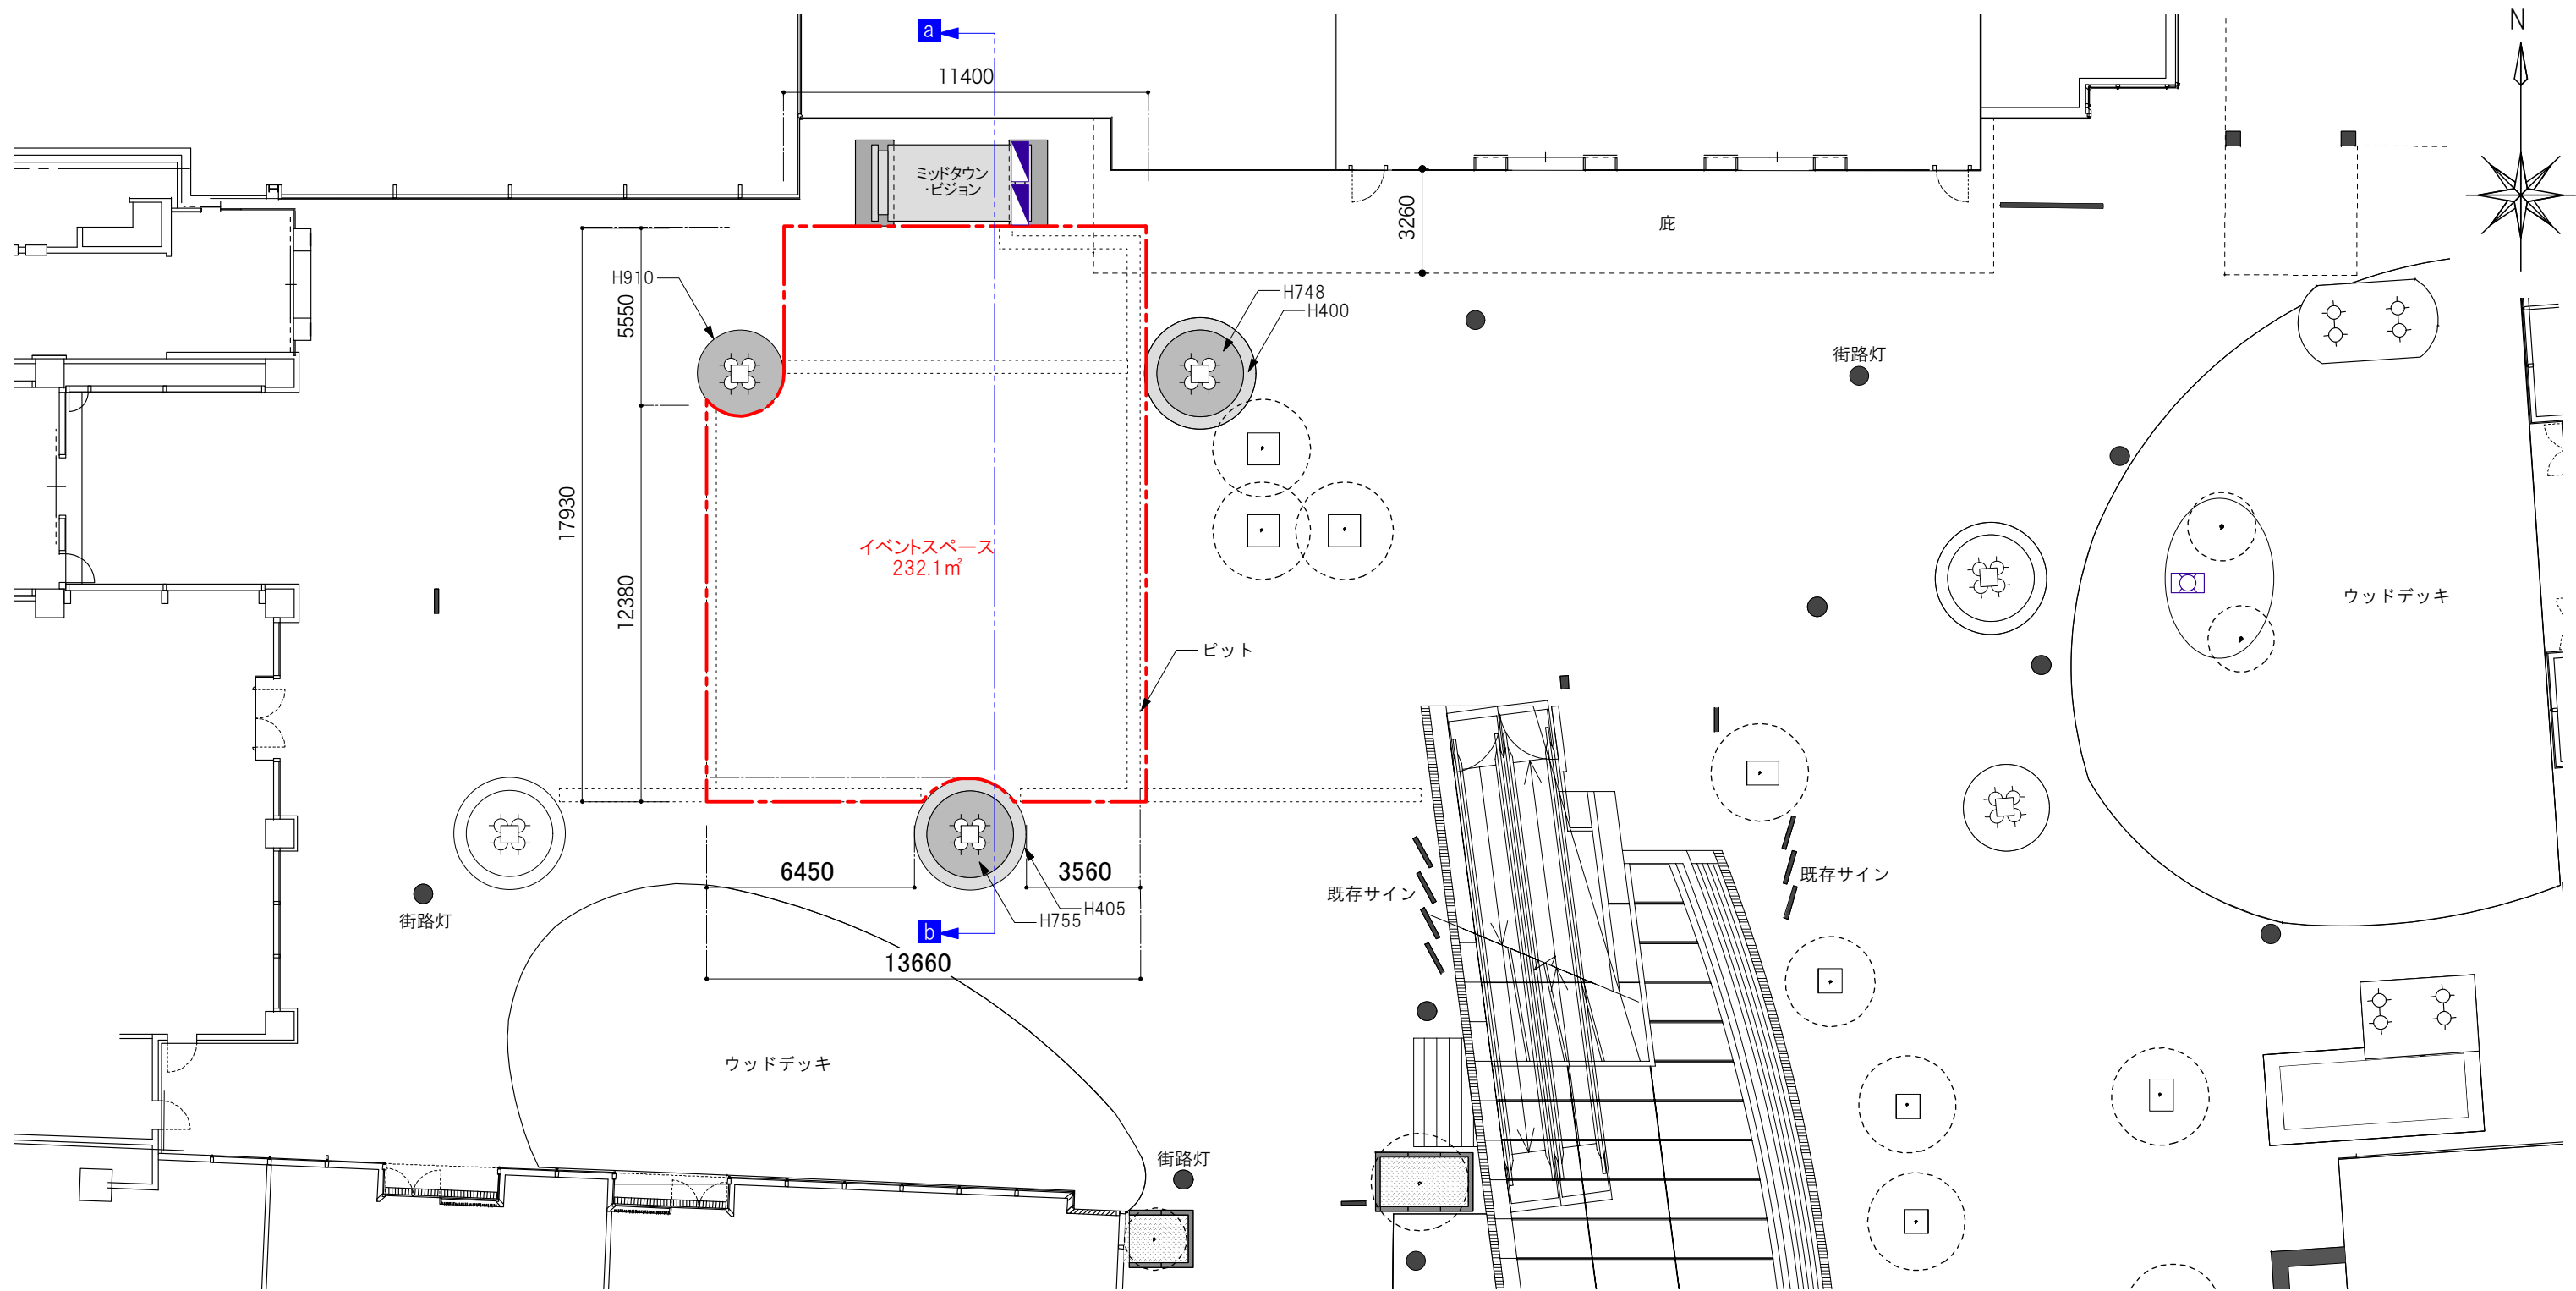 a
N
11400
ミッドタウン
・ビジョン
3260
庇
H910
H748
H400
5550
街路灯
17930
イベントスペース
232.1㎡
12380
ウッドデッキ
ピット
6450
3560
既存サイン
既存サイン
街路灯
H405
H755
b
13660
ウッドデッキ
街路灯